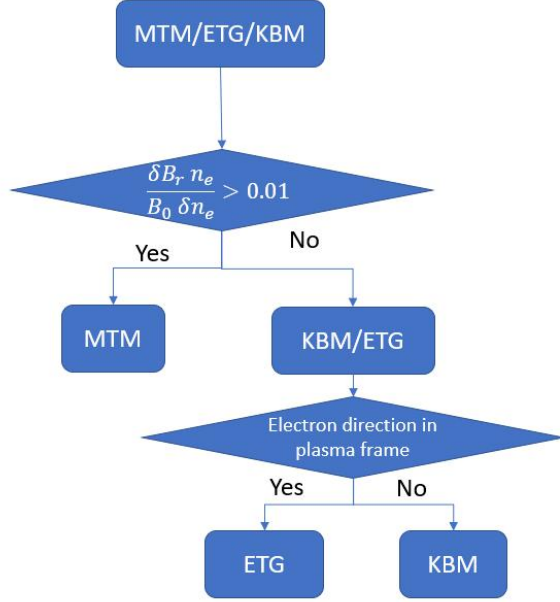 MTM/ETG/KBM
δB_r n_e
B_0 δn_e > 0.01
Yes
No
MTM
KBM/ETG
Electron direction in
plasma frame
Yes
No
ETG
KBM